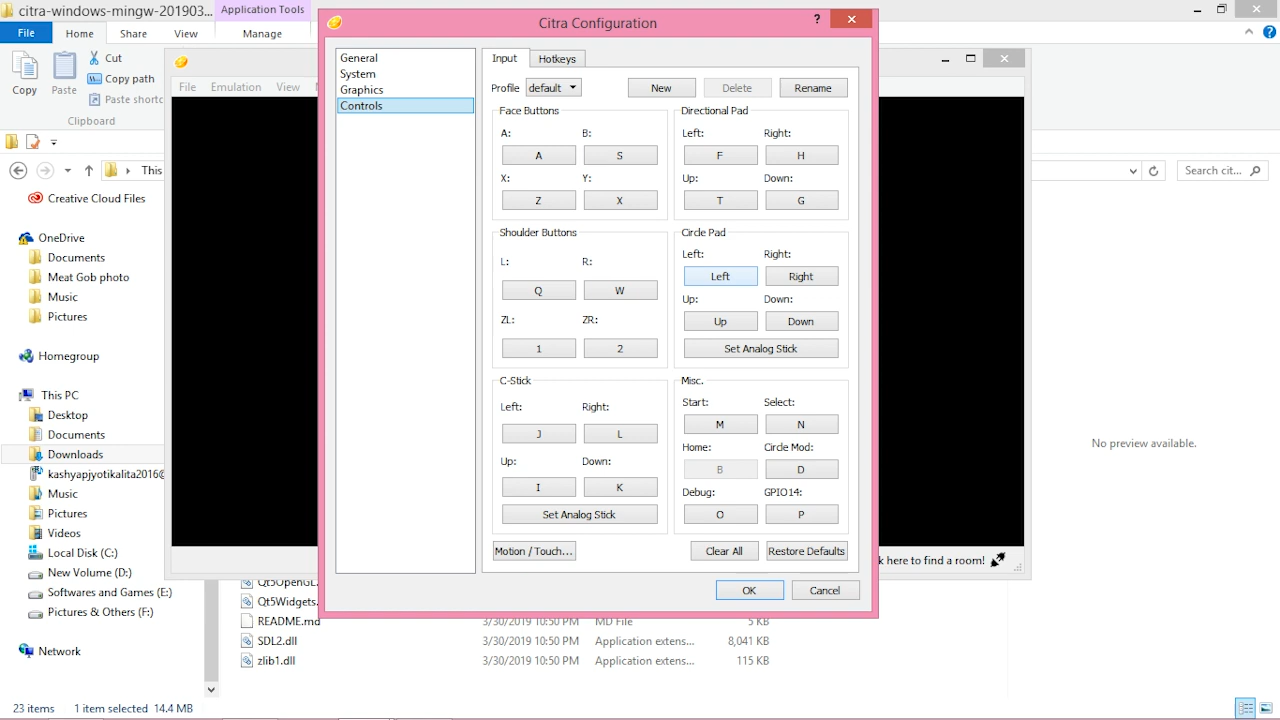 citra-windows-mingw-201903...
Application Tools
Citra Configuration
?
File
Home
Share
View
Manage
Copy
Paste
Cut
Copy path
Paste shortc
Clipboard
This
Search cit...
Creative Cloud Files
OneDrive
Documents
Meat Gob photo
Music
Pictures
Homegroup
This PC
Desktop
Documents
Downloads
kashyapjyotikalita2016@
Music
Pictures
Videos
Local Disk (C:)
New Volume (D:)
Softwares and Games (E:)
Pictures & Others (F:)
Network
23 items
1 item selected 14.4 MB
File Emulation View
General
System
Graphics
Controls
Input
Hotkeys
Profile default
New
Delete
Rename
Face Buttons
A: B:
A S
X: Y:
Z X
Directional Pad
Left: Right:
F H
Up: Down:
T G
Shoulder Buttons
L: R:
Q W
ZL: ZR:
1 2
Circle Pad
Left: Right:
Left Right
Up: Down:
Up Down
Set Analog Stick
C-Stick
Left: Right:
J L
Up: Down:
I K
Set Analog Stick
Misc.
Start: Select:
M N
Home: Circle Mod:
B D
Debug: GPIO14:
O P
Motion / Touch...
Clear All
Restore Defaults
OK
Cancel
k here to find a room!
No preview available.
Qt5OpenGL.
Qt5Widgets.
README.md 3/30/2019 10:50 PM MD File 5 KB
SDL2.dll 3/30/2019 10:50 PM Application extens... 8,041 KB
zlib1.dll 3/30/2019 10:50 PM Application extens... 115 KB